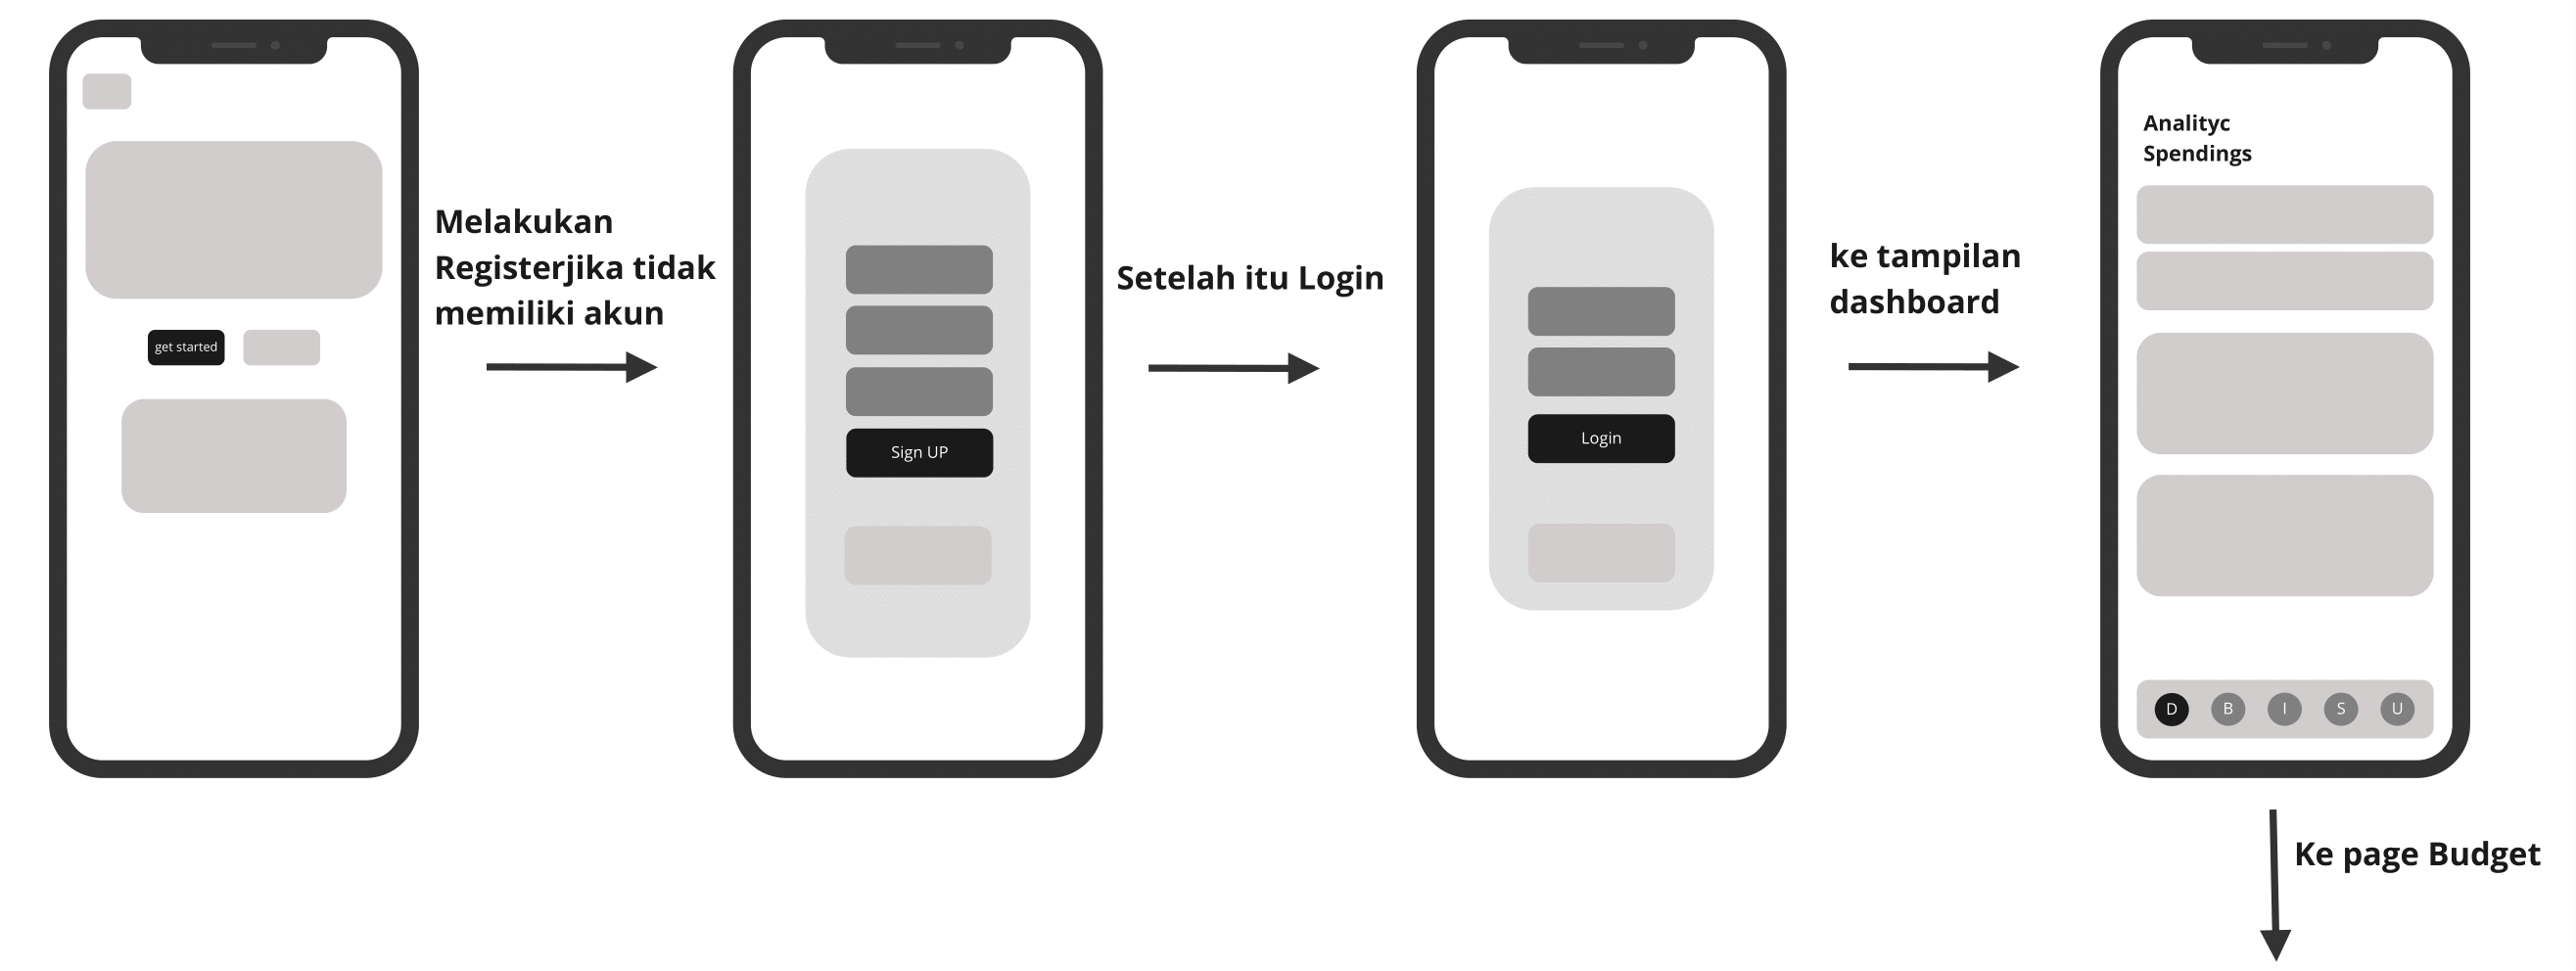 get started
Melakukan
Registerjika tidak
memiliki akun
Sign UP
Setelah itu Login
Login
ke tampilan
dashboard
Analityc
Spendings
D B I S U
Ke page Budget